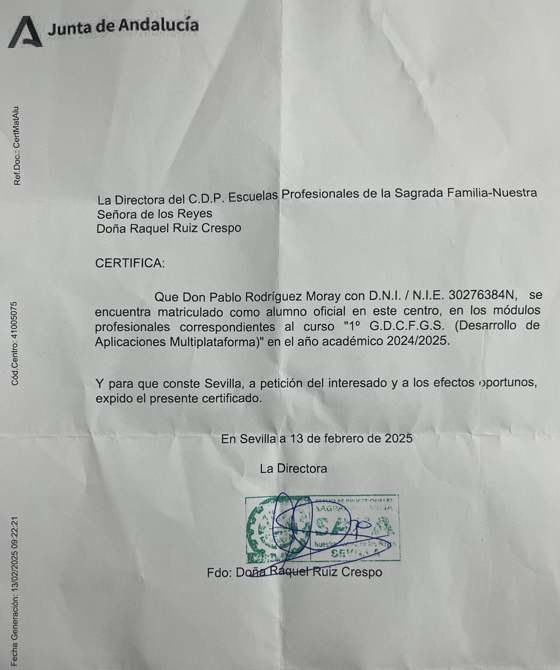 Junta de Andalucía
Ref.Doc.: CertMatAlu
Cód.Centro: 41005075
Fecha Generación: 13/02/2025 09:22:21
La Directora del C.D.P. Escuelas Profesionales de la Sagrada Familia-Nuestra
Señora de los Reyes
Doña Raquel Ruiz Crespo
CERTIFICA:
Que Don Pablo Rodríguez Moray con D.N.I. / N.I.E. 30276384N, se
encuentra matriculado como alumno oficial en este centro, en los módulos
profesionales correspondientes al curso "1º G.D.C.F.G.S. (Desarrollo de
Aplicaciones Multiplataforma)" en el año académico 2024/2025.
Y para que conste Sevilla, a petición del interesado y a los efectos oportunos,
expido el presente certificado.
En Sevilla a 13 de febrero de 2025
La Directora
SEVILLA
Fdo: Doña Raquel Ruiz Crespo